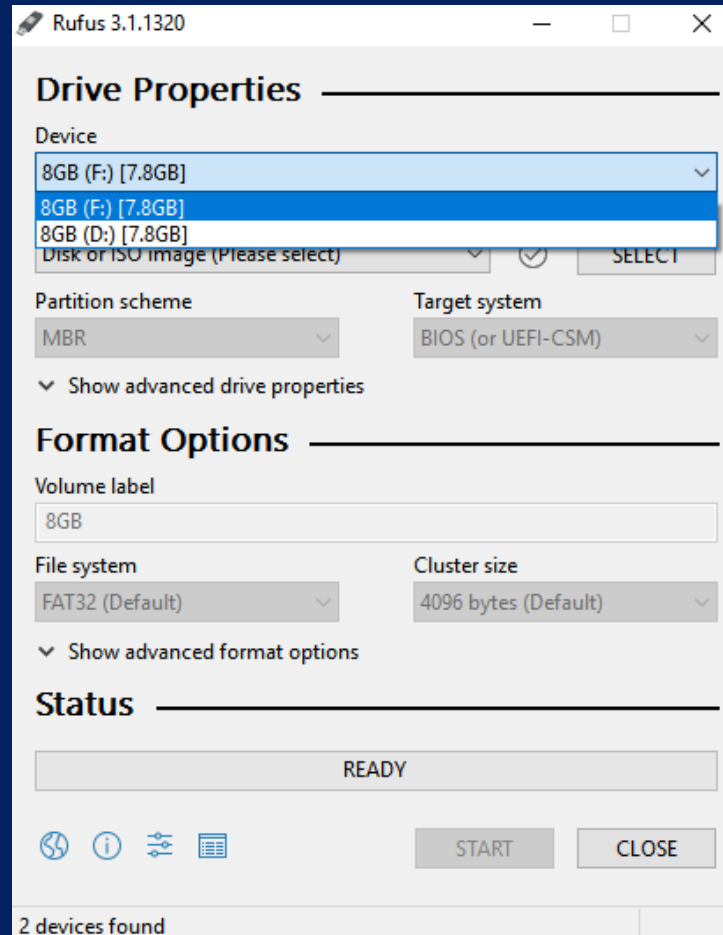 Rufus 3.1.1320
Drive Properties
Device
8GB (F:) [7.8GB]
8GB (F:) [7.8GB]
8GB (D:) [7.8GB]
Disk or ISO image (Please select)
SELECT
Partition scheme
Target system
MBR
BIOS (or UEFI-CSM)
Show advanced drive properties
Format Options
Volume label
8GB
File system
Cluster size
FAT32 (Default)
4096 bytes (Default)
Show advanced format options
Status
READY
START
CLOSE
2 devices found